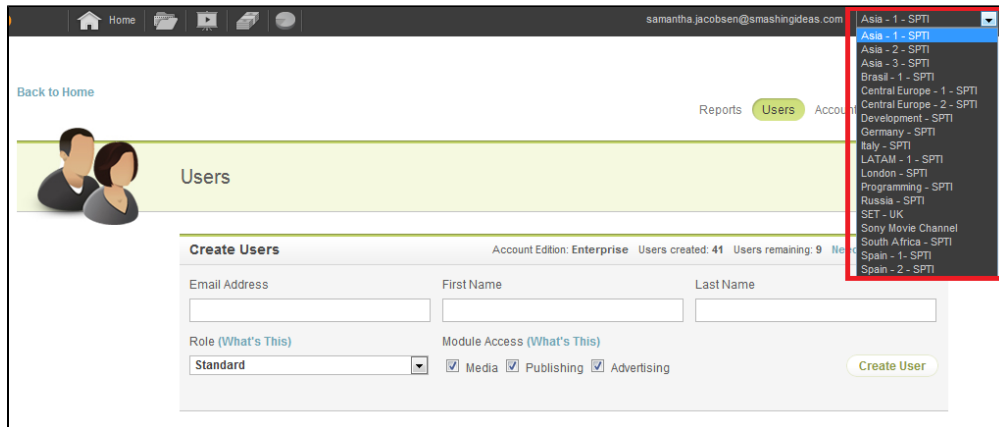 Home
samantha.jacobsen@smashingideas.com
Asia - 1 - SPTI
Asia - 1 - SPTI
Asia - 2 - SPTI
Asia - 3 - SPTI
Brasil - 1 - SPTI
Central Europe - 1 - SPTI
Central Europe - 2 - SPTI
Development - SPTI
Germany - SPTI
Italy - SPTI
LATAM - 1 - SPTI
London - SPTI
Programming - SPTI
Russia - SPTI
SET - UK
Sony Movie Channel
South Africa - SPTI
Spain - 1- SPTI
Spain - 2 - SPTI
Back to Home
Reports Users
Users
Create Users Account Edition: Enterprise Users created: 41 Users remaining: 9
Email Address First Name Last Name
Role (What's This) Module Access (What's This)
Standard Media Publishing Advertising Create User